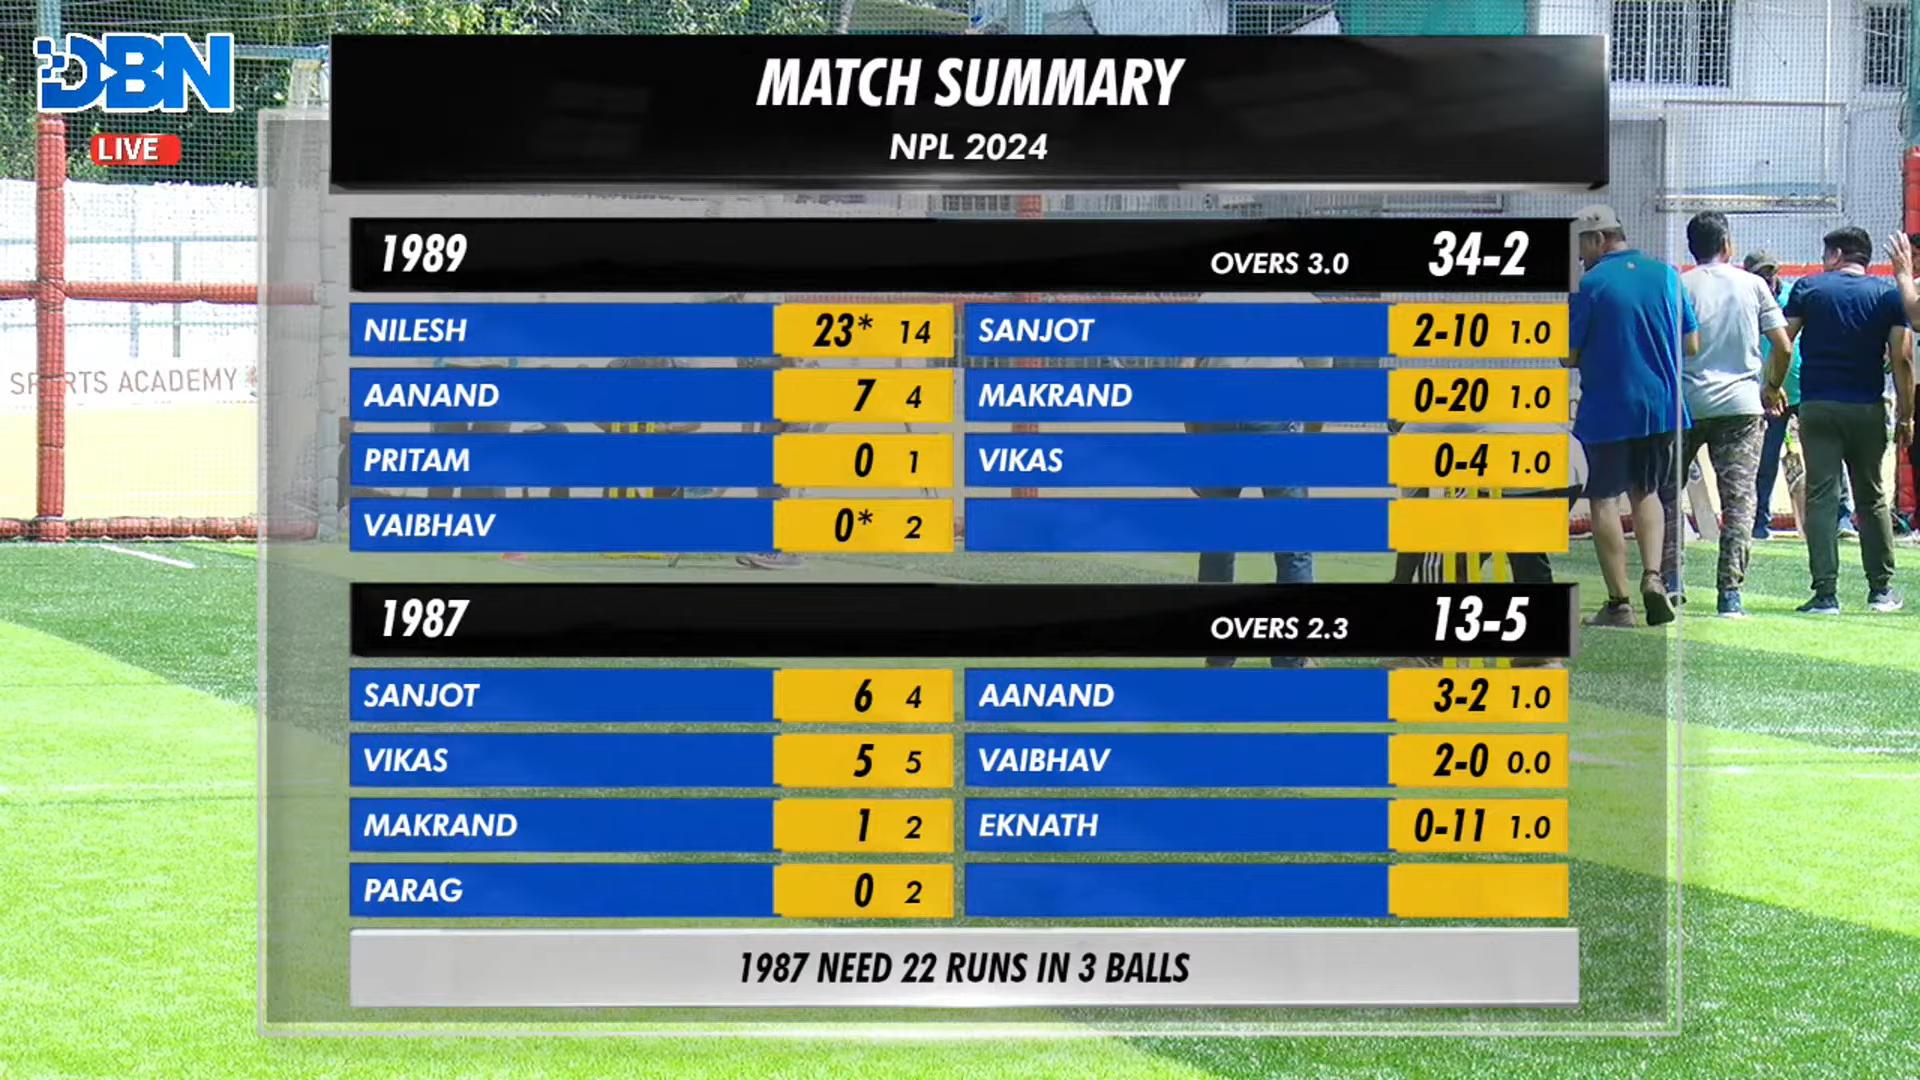 DBN
LIVE
MATCH SUMMARY
NPL 2024
1989 OVERS 3.0 34-2
NILESH 23* 14 SANJOT 2-10 1.0
AANAND 7 4 MAKRAND 0-20 1.0
PRITAM 0 1 VIKAS 0-4 1.0
VAIBHAV 0* 2
1987 OVERS 2.3 13-5
SANJOT 6 4 AANAND 3-2 1.0
VIKAS 5 5 VAIBHAV 2-0 0.0
MAKRAND 1 2 EKNATH 0-11 1.0
PARAG 0 2
1987 NEED 22 RUNS IN 3 BALLS
SPORTS ACADEMY